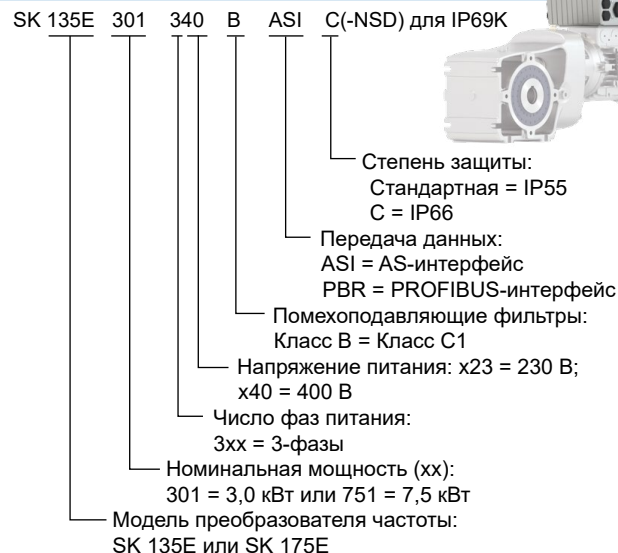 SK 135E 301 340 B ASI C(-NSD) для IP69K
Степень защиты:
Стандартная = IP55
C = IP66
Передача данных:
ASI = AS-интерфейс
PBR = PROFIBUS-интерфейс
Помехоподавляющие фильтры:
Класс B = Класс C1
Напряжение питания: x23 = 230 В;
x40 = 400 В
Число фаз питания:
3xx = 3-фазы
Номинальная мощность (xx):
301 = 3,0 кВт или 751 = 7,5 кВт
Модель преобразователя частоты:
SK 135E или SK 175E